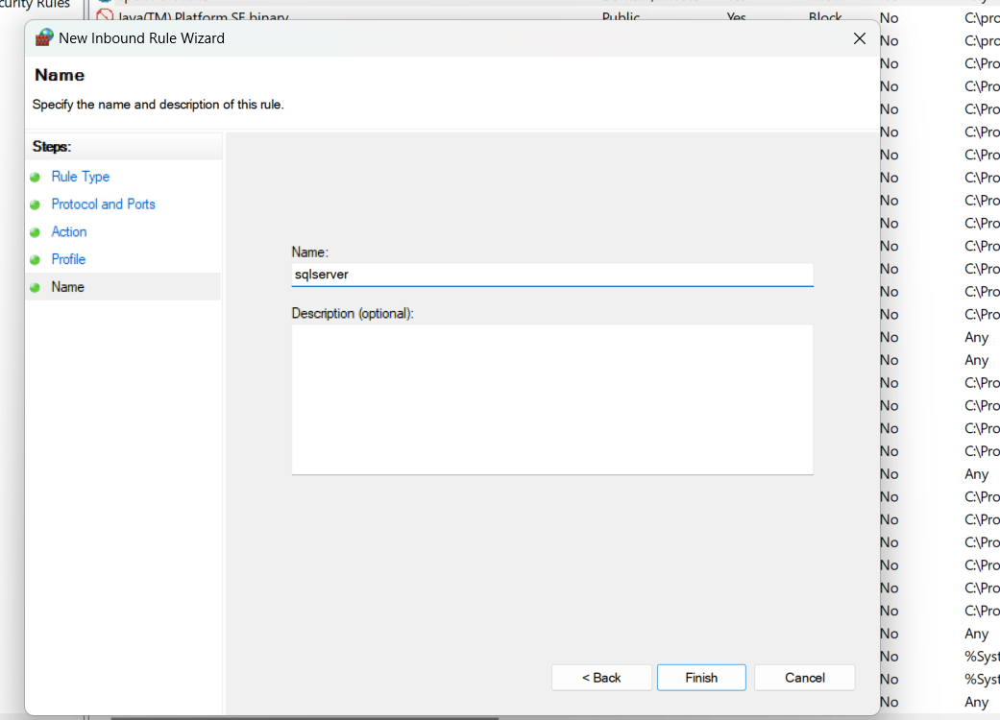 curity Rules
Java(TM) Platform SE binary Public Yes Block No C:\pro
New Inbound Rule Wizard
No C:\pro
Name
No C:\Pro
No C:\Pro
Specify the name and description of this rule.
No C:\Pro
No C:\Pro
Steps:
No C:\Pro
Rule Type
No C:\Pro
Protocol and Ports
No C:\Pro
Action
No C:\Pro
Profile
No C:\Pro
Name
No C:\Pro
Name:
No C:\Pro
sqlserver
No C:\Pro
Description (optional):
No Any
No Any
No C:\Pro
No C:\Pro
No C:\Pro
No C:\Pro
No Any
No C:\Pro
No C:\Pro
No C:\Pro
No C:\Pro
No C:\Pro
No C:\Pro
No Any
No %Syst
< Back Finish Cancel
No %Syst
No Any